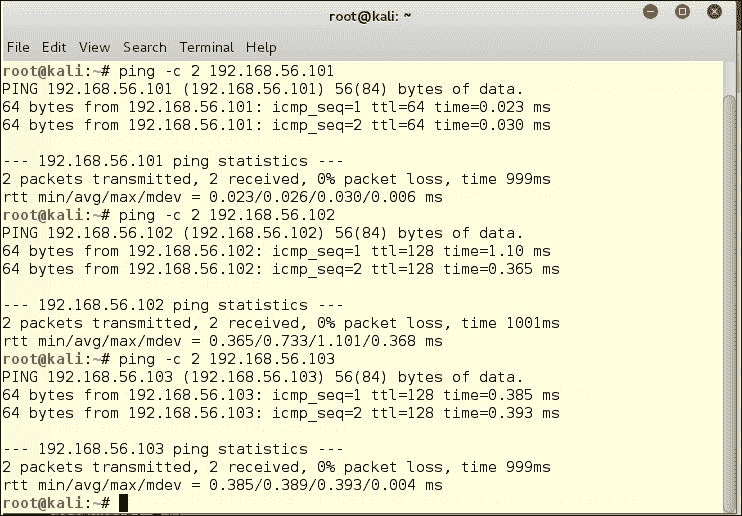 root@kali: ~
File Edit View Search Terminal Help
root@kali:~# ping -c 2 192.168.56.101
PING 192.168.56.101 (192.168.56.101) 56(84) bytes of data.
64 bytes from 192.168.56.101: icmp_seq=1 ttl=64 time=0.023 ms
64 bytes from 192.168.56.101: icmp_seq=2 ttl=64 time=0.030 ms

--- 192.168.56.101 ping statistics ---
2 packets transmitted, 2 received, 0% packet loss, time 999ms
rtt min/avg/max/mdev = 0.023/0.026/0.030/0.006 ms
root@kali:~# ping -c 2 192.168.56.102
PING 192.168.56.102 (192.168.56.102) 56(84) bytes of data.
64 bytes from 192.168.56.102: icmp_seq=1 ttl=128 time=1.10 ms
64 bytes from 192.168.56.102: icmp_seq=2 ttl=128 time=0.365 ms

--- 192.168.56.102 ping statistics ---
2 packets transmitted, 2 received, 0% packet loss, time 1001ms
rtt min/avg/max/mdev = 0.365/0.733/1.101/0.368 ms
root@kali:~# ping -c 2 192.168.56.103
PING 192.168.56.103 (192.168.56.103) 56(84) bytes of data.
64 bytes from 192.168.56.103: icmp_seq=1 ttl=128 time=0.385 ms
64 bytes from 192.168.56.103: icmp_seq=2 ttl=128 time=0.393 ms

--- 192.168.56.103 ping statistics ---
2 packets transmitted, 2 received, 0% packet loss, time 999ms
rtt min/avg/max/mdev = 0.385/0.389/0.393/0.004 ms
root@kali:~#